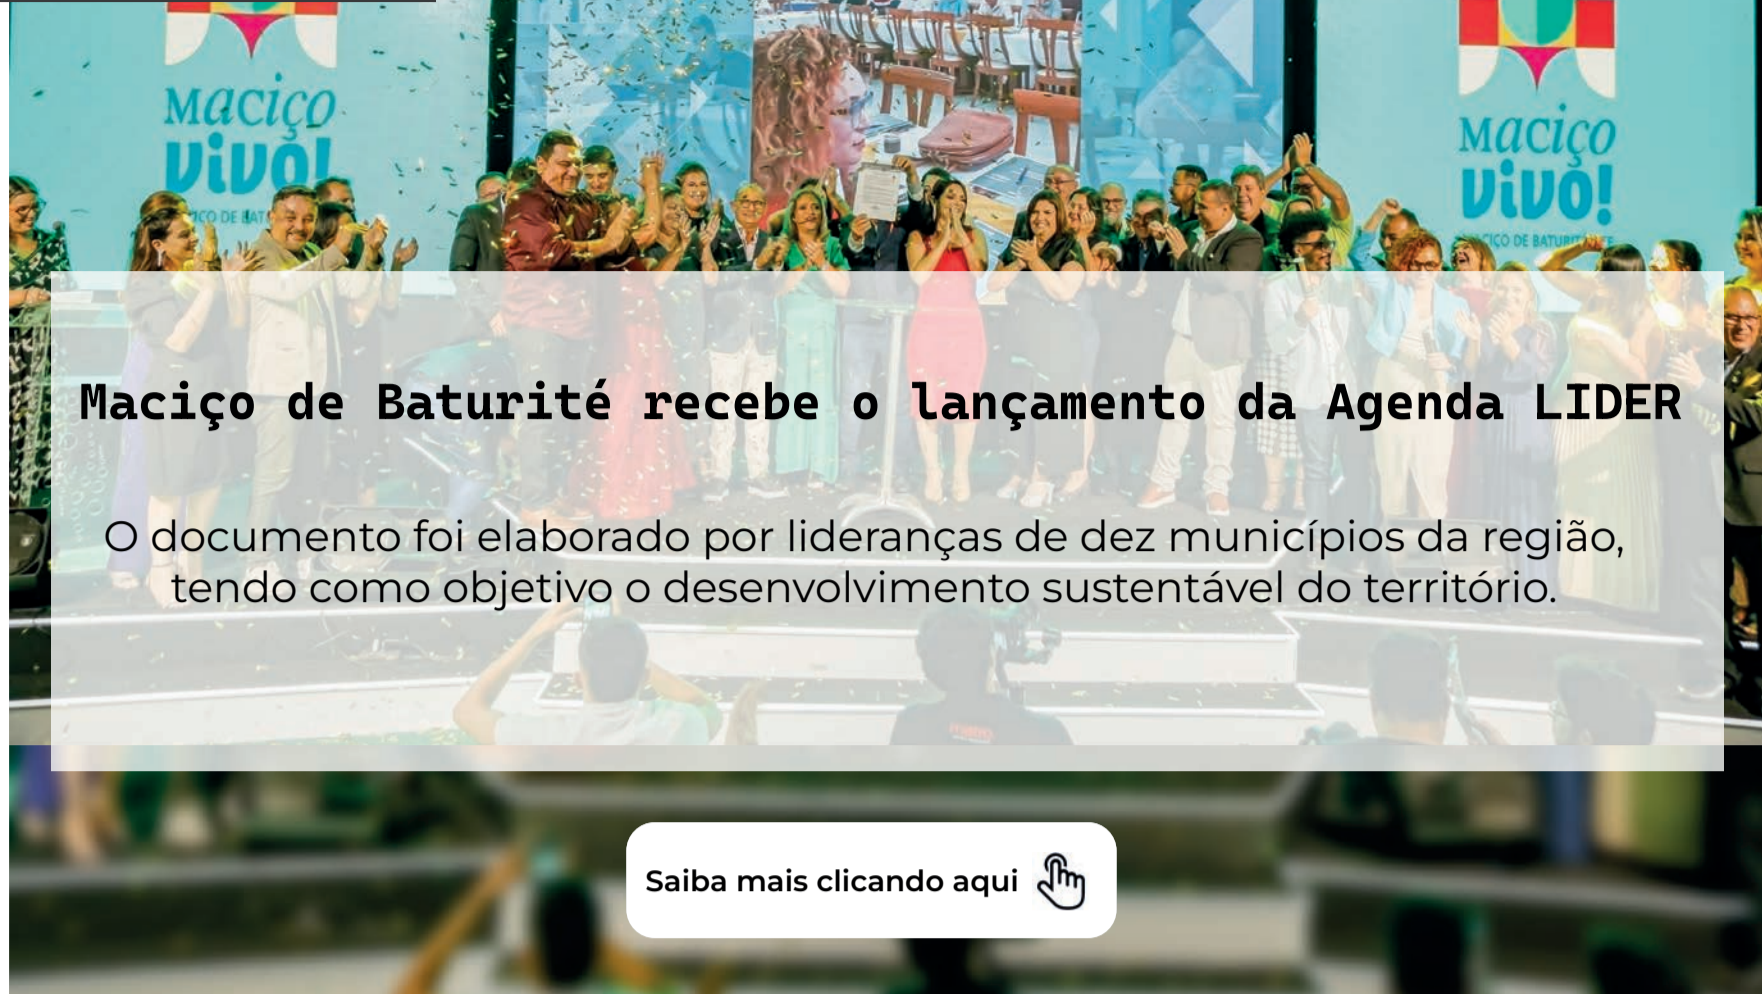 Maciço
Vivo!
Maciço
Vivo!
Maciço de Baturité recebe o lançamento da Agenda LIDER
O documento foi elaborado por lideranças de dez municípios da região,
tendo como objetivo o desenvolvimento sustentável do território.
Saiba mais clicando aqui